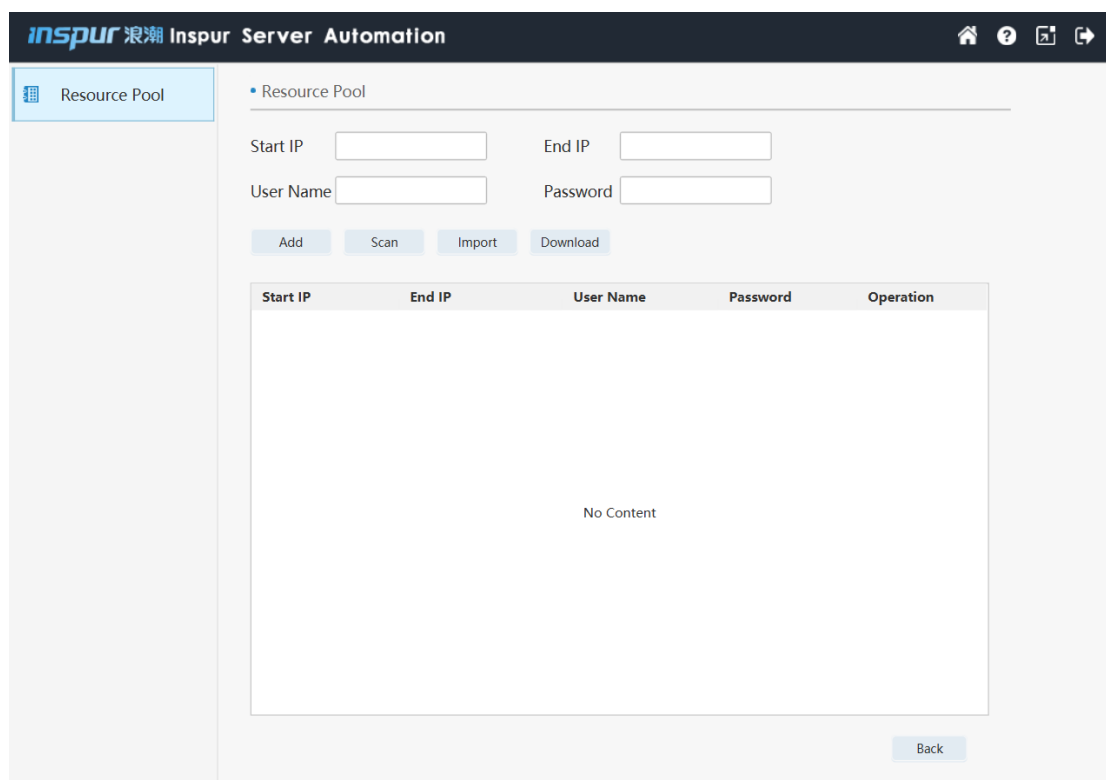 inspur 浪潮 Inspur Server Automation
Resource Pool
• Resource Pool
Start IP End IP
User Name Password
Add Scan Import Download
Start IP End IP User Name Password Operation
No Content
Back